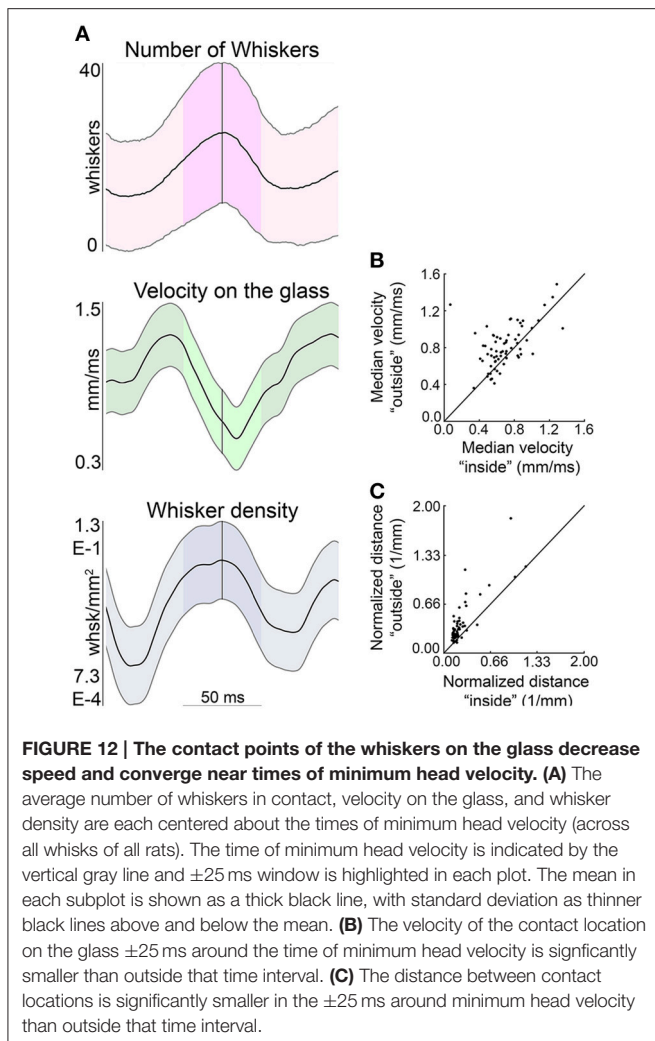 A
Number of Whiskers
40
whiskers
0
Velocity on the glass
1.5
mm/ms
0.3
Whisker density
1.3
E-1
whsk/mm²
7.3
E-4
50 ms
B
1.6
1.2
0.8
0.4
0.0
Median velocity
“outside” (mm/ms)
0.0 0.4 0.8 1.2 1.6
Median velocity
“inside” (mm/ms)
C
2.00
1.33
0.66
0.00
Normalized distance
“outside” (1/mm)
0.00 0.66 1.33 2.00
Normalized distance
“inside” (1/mm)
FIGURE 12 | The contact points of the whiskers on the glass decrease
speed and converge near times of minimum head velocity. (A) The
average number of whiskers in contact, velocity on the glass, and whisker
density are each centered about the times of minimum head velocity (across
all whisks of all rats). The time of minimum head velocity is indicated by the
vertical gray line and ±25 ms window is highlighted in each plot. The mean in
each subplot is shown as a thick black line, with standard deviation as thinner
black lines above and below the mean. (B) The velocity of the contact location
on the glass ±25 ms around the time of minimum head velocity is signficantly
smaller than outside that time interval. (C) The distance between contact
locations is significantly smaller in the ±25 ms around minimum head velocity
than outside that time interval.